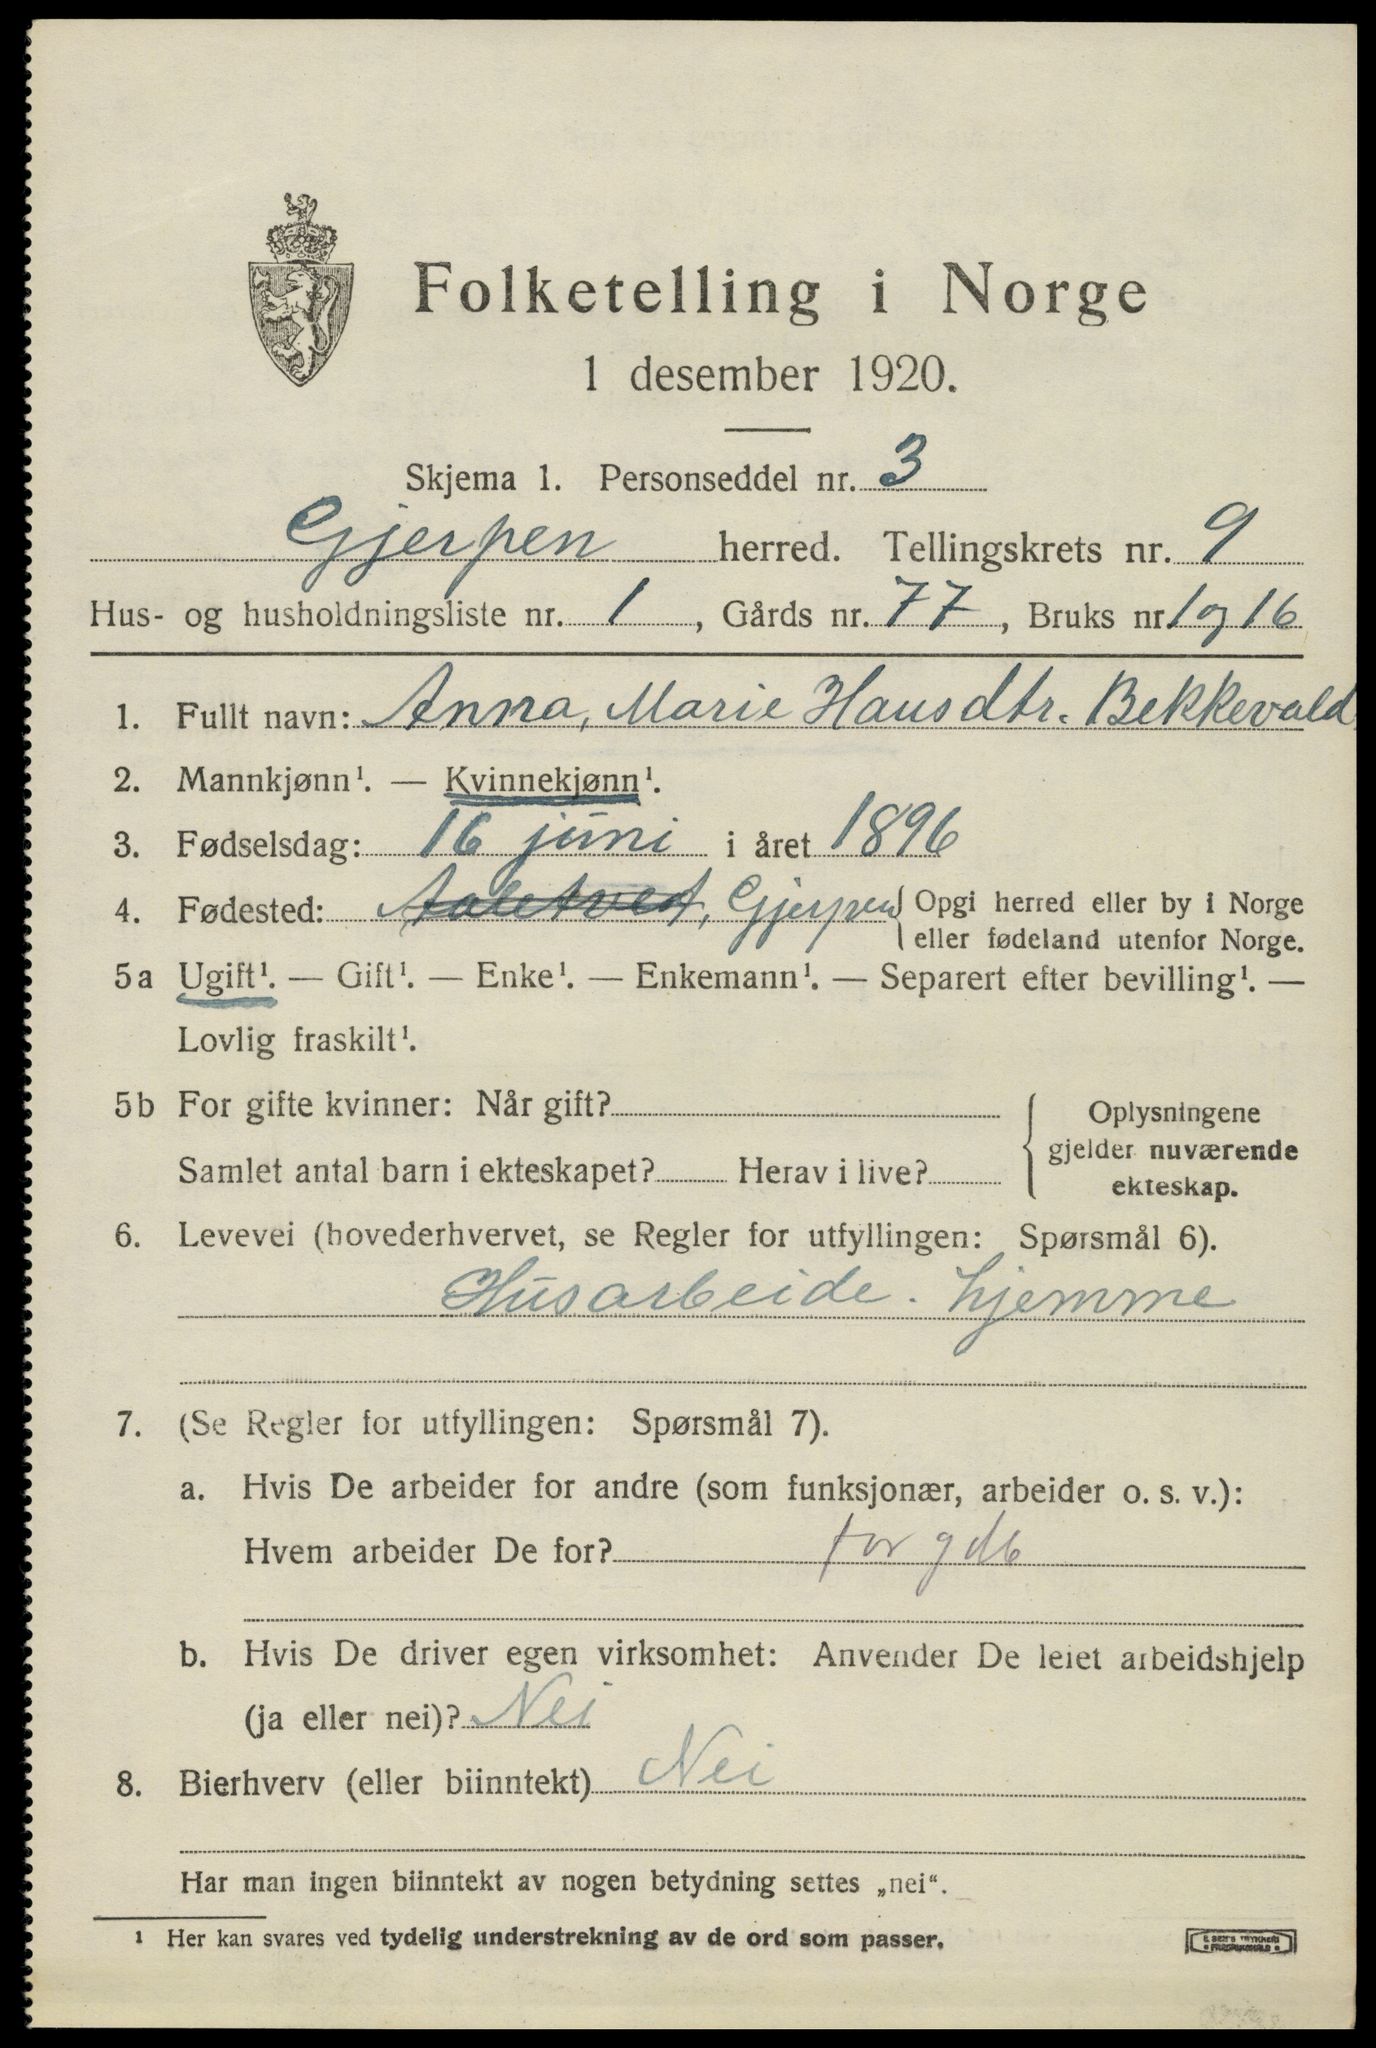 Folketelling i Norge
1 desember 1920.
Skjema 1. Personseddel nr. 3
Gjerpen herred. Tellingskrets nr. 9
Hus- og husholdningsliste nr. 1, Gårds nr. 77, Bruks nr. 1 og 16
1. Fullt navn: Anna, Marie Hansdtr. Bekkevald
2. Mannkjønn¹. — Kvinnekjønn¹.
3. Fødselsdag: 16 juni i året 1896
4. Fødested: Gjerpen { Opgi herred eller by i Norge
eller fødeland utenfor Norge.
5a Ugift¹. — Gift¹. — Enke¹. — Enkemann¹. — Separert efter bevilling¹. —
Lovlig fraskilt¹.
5b For gifte kvinner: Når gift?
Samlet antal barn i ekteskapet? Herav i live?
{ Oplysningene
gjelder nuværende
ekteskap.
6. Levevei (hovederhvervet, se Regler for utfyllingen: Spørsmål 6).
Husarbeide. hjemme
7. (Se Regler for utfyllingen: Spørsmål 7).
a. Hvis De arbeider for andre (som funksjonær, arbeider o. s. v.):
Hvem arbeider De for? for gdb
b. Hvis De driver egen virksomhet: Anvender De leiet arbeidshjelp
(ja eller nei)? Nei
8. Bierhverv (eller biinntekt) Nei
Har man ingen biinntekt av nogen betydning settes „nei“.
¹ Her kan svares ved tydelig understrekning av de ord som passer.